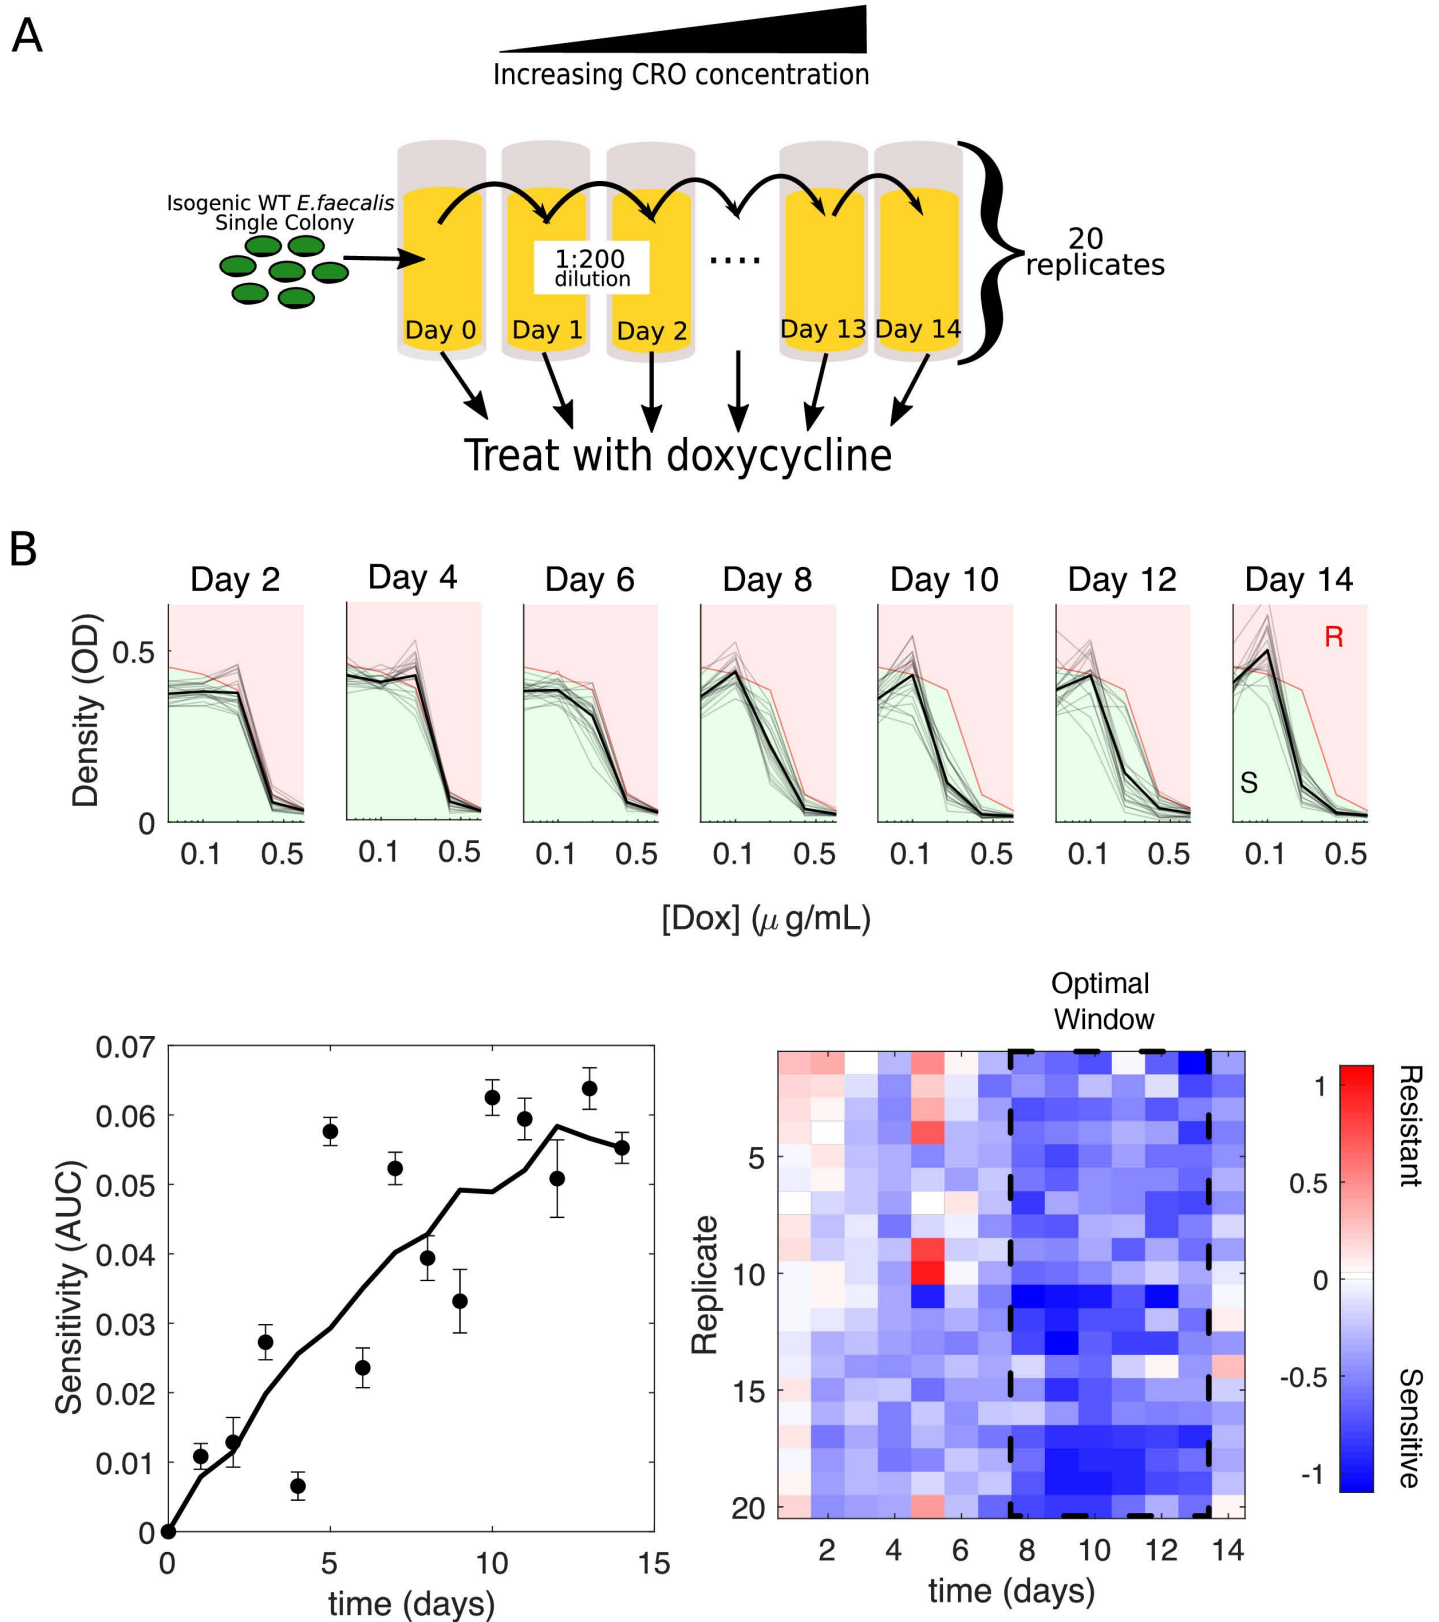 A
Increasing CRO concentration
Isogenic WT E.faecalis
Single Colony
1:200
dilution
....
Day 0
Day 1
Day 2
Day 13
Day 14
20
replicates
Treat with doxycycline
B
Day 2
Day 4
Day 6
Day 8
Day 10
Day 12
Day 14
Density (OD)
0.5
0
R
S
0.1 0.5
0.1 0.5
0.1 0.5
0.1 0.5
0.1 0.5
0.1 0.5
0.1 0.5
[Dox] (μ g/mL)
Sensitivity (AUC)
0.07
0.06
0.05
0.04
0.03
0.02
0.01
0
0 5 10 15
time (days)
Optimal
Window
Replicate
5
10
15
20
2 4 6 8 10 12 14
time (days)
1
0.5
0
-0.5
-1
Resistant
Sensitive